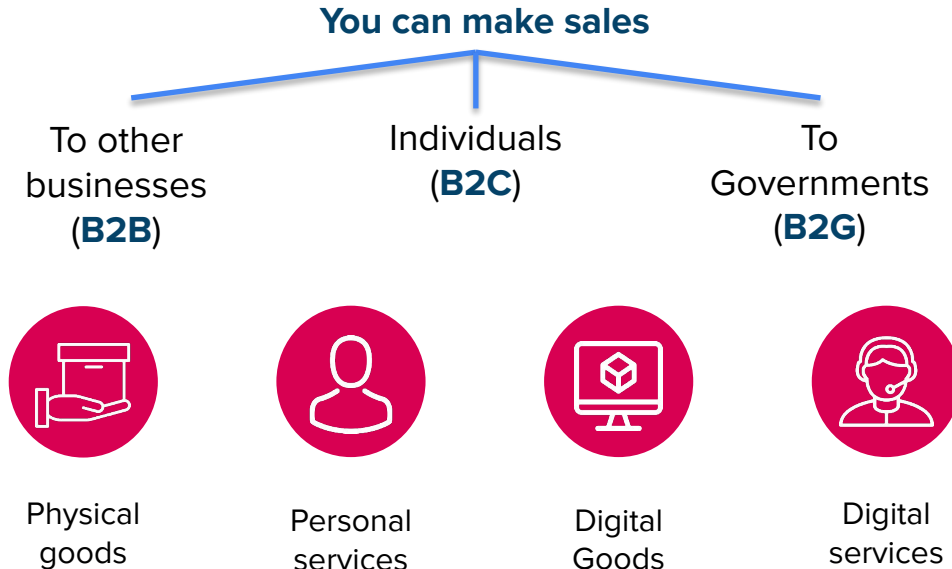 You can make sales
To other
businesses
(B2B)
Individuals
(B2C)
To
Governments
(B2G)
Physical
goods
Personal
services
Digital
Goods
Digital
services